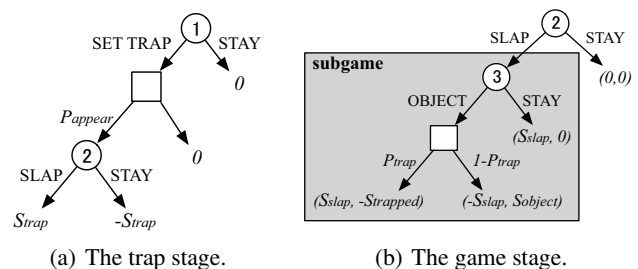 1
SET TRAP
STAY
0
Pappear
0
2
SLAP
STAY
Strap
-Strap
(a) The trap stage.
2
SLAP
STAY
subgame
(0,0)
3
OBJECT
STAY
(Sslap, 0)
Ptrap
1-Ptrap
(Sslap, -Strapped)
(-Sslap, Sobject)
(b) The game stage.